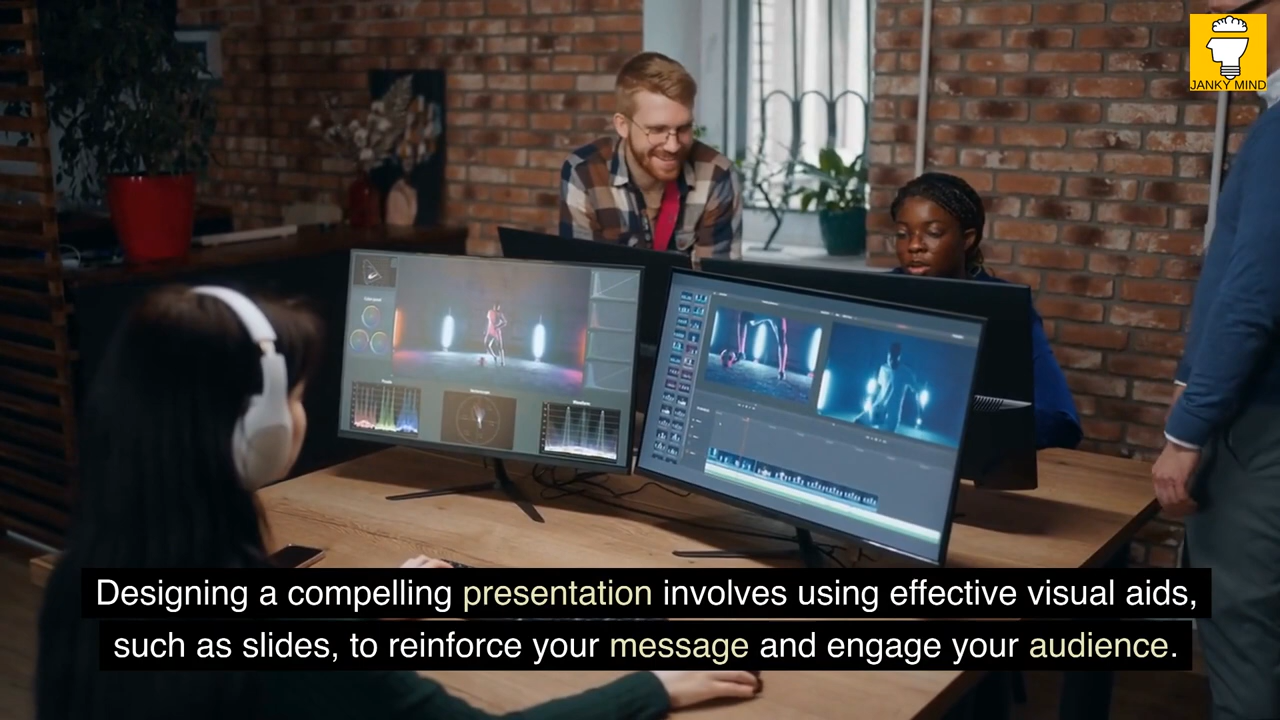 JANKY MIND
Designing a compelling presentation involves using effective visual aids,
such as slides, to reinforce your message and engage your audience.